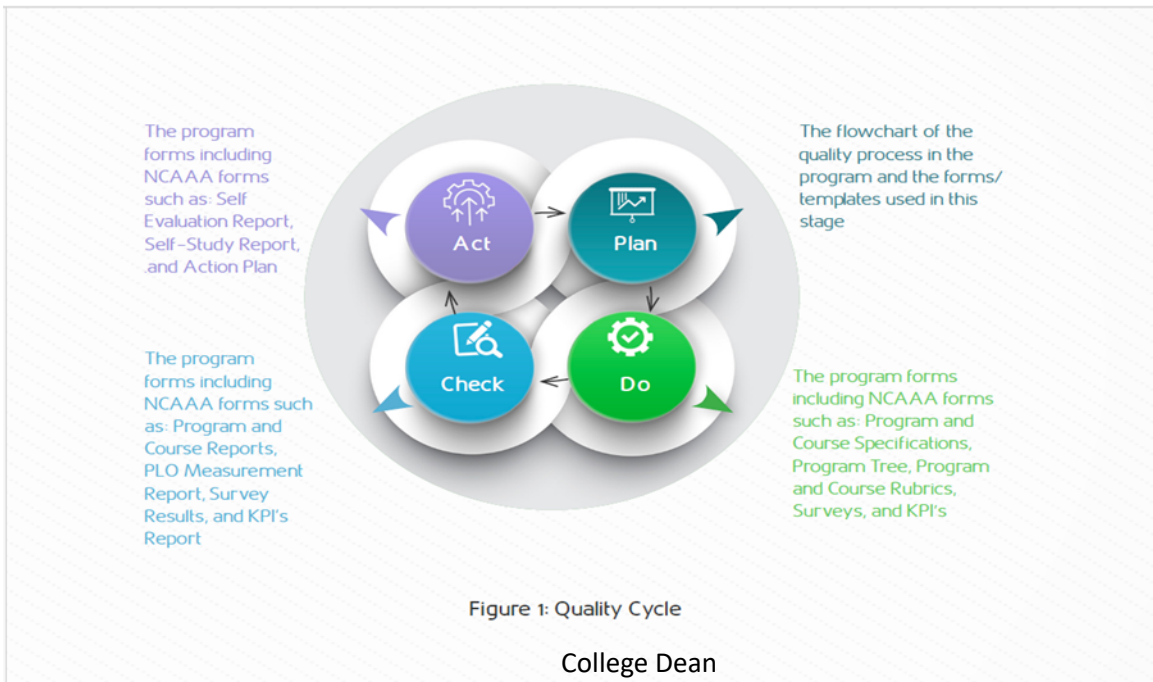 The program
forms including
NCAAA forms
such as: Self
Evaluation Report,
Self-Study Report,
.and Action Plan
Act
Plan
The flowchart of the
quality process in the
program and the forms/
templates used in this
stage
The program
forms including
NCAAA forms such
as: Program and
Course Reports,
PLO Measurement
Report, Survey
Results, and KPI's
Report
Check
Do
The program forms
including NCAAA forms
such as: Program and
Course Specifications,
Program Tree, Program
and Course Rubrics,
Surveys, and KPI's
Figure 1: Quality Cycle
College Dean